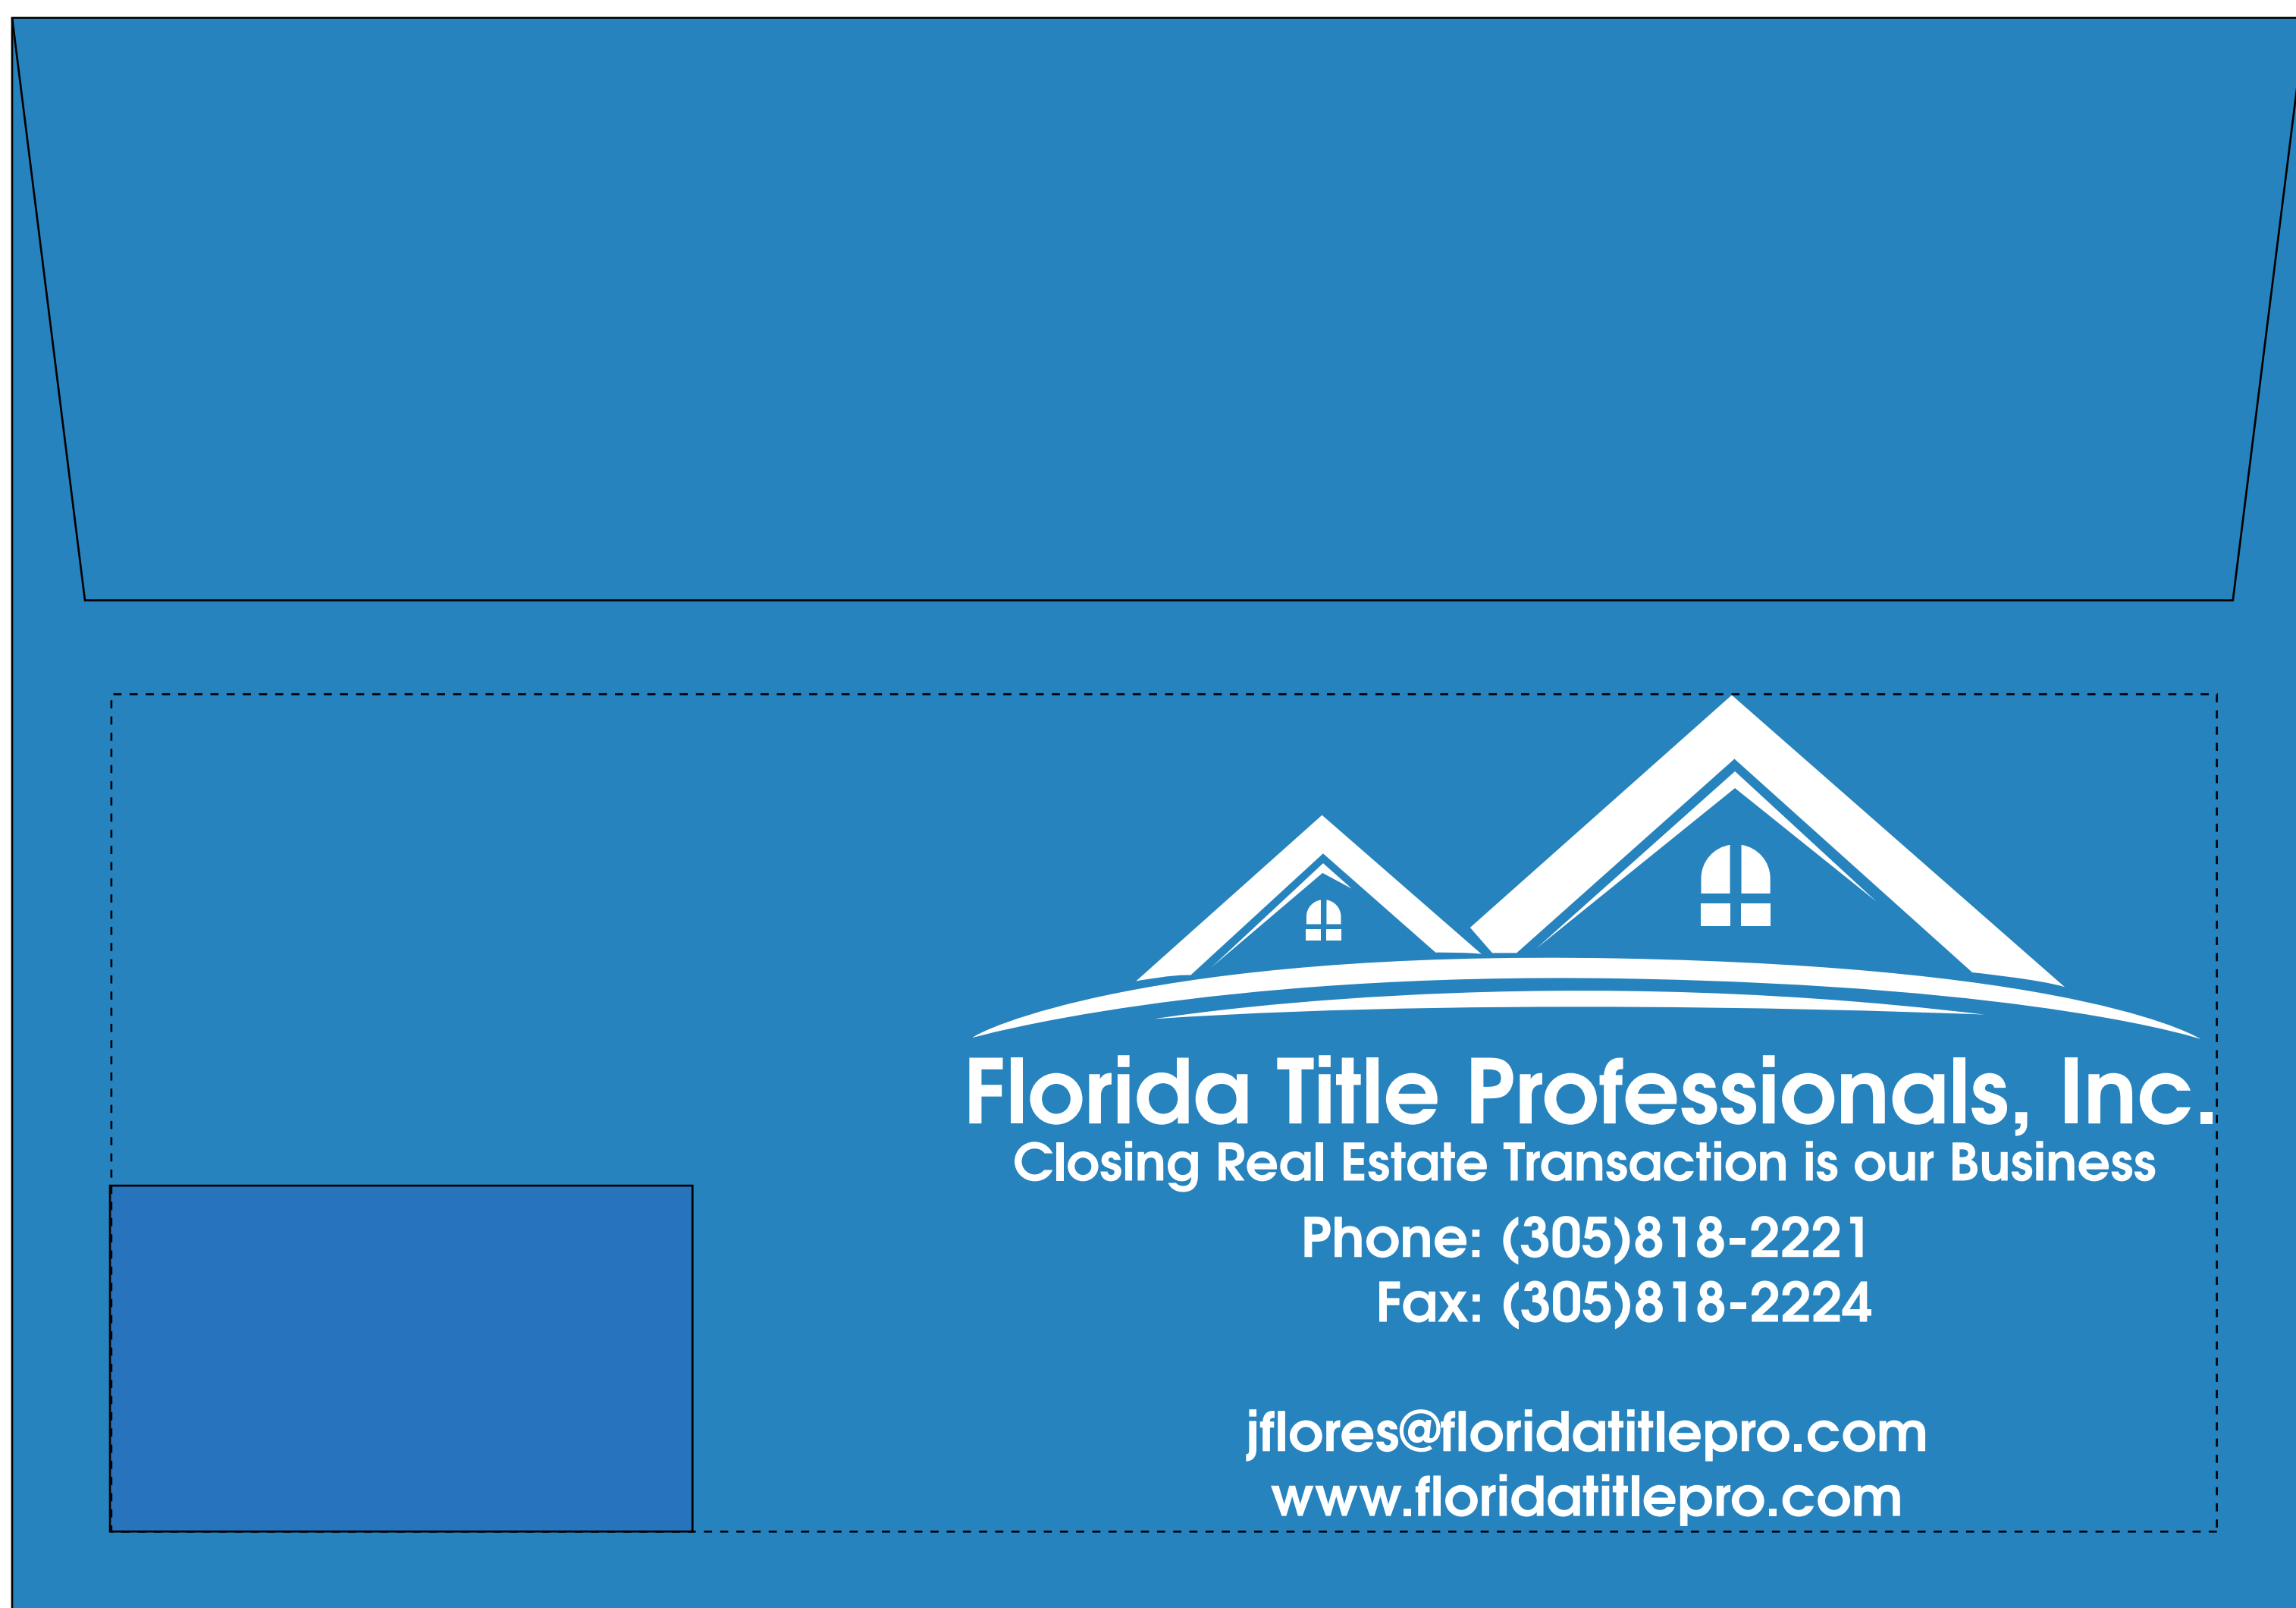 Florida Title Professionals, Inc.
Closing Real Estate Transaction is our Business
Phone: (305)818-2221
Fax: (305)818-2224
jflores@floridatitlepro.com
www.floridatitlepro.com